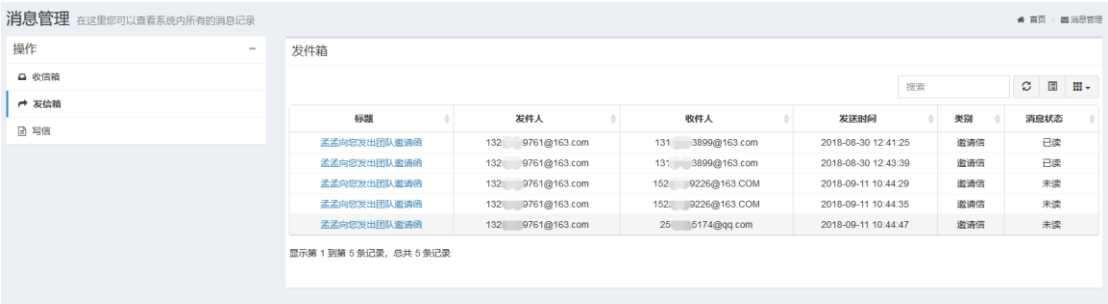 消息管理 在这里您可以查看系统内所有的消息记录
首页 > 消息管理
操作
收信箱
发信箱
写信
发件箱
搜索
标题 发件人 收件人 发送时间 类别 消息状态
孟孟向您发出团队邀请函 132 9761@163.com 131 3899@163.com 2018-08-30 12:41:25 邀请信 已读
孟孟向您发出团队邀请函 132 9761@163.com 131 3899@163.com 2018-08-30 12:43:39 邀请信 已读
孟孟向您发出团队邀请函 132 9761@163.com 152 9226@163.COM 2018-09-11 10:44:29 邀请信 未读
孟孟向您发出团队邀请函 132 9761@163.com 152 9226@163.COM 2018-09-11 10:44:35 邀请信 未读
孟孟向您发出团队邀请函 132 9761@163.com 25 5174@qq.com 2018-09-11 10:44:47 邀请信 未读
显示第 1 到第 5 条记录，总共 5 条记录